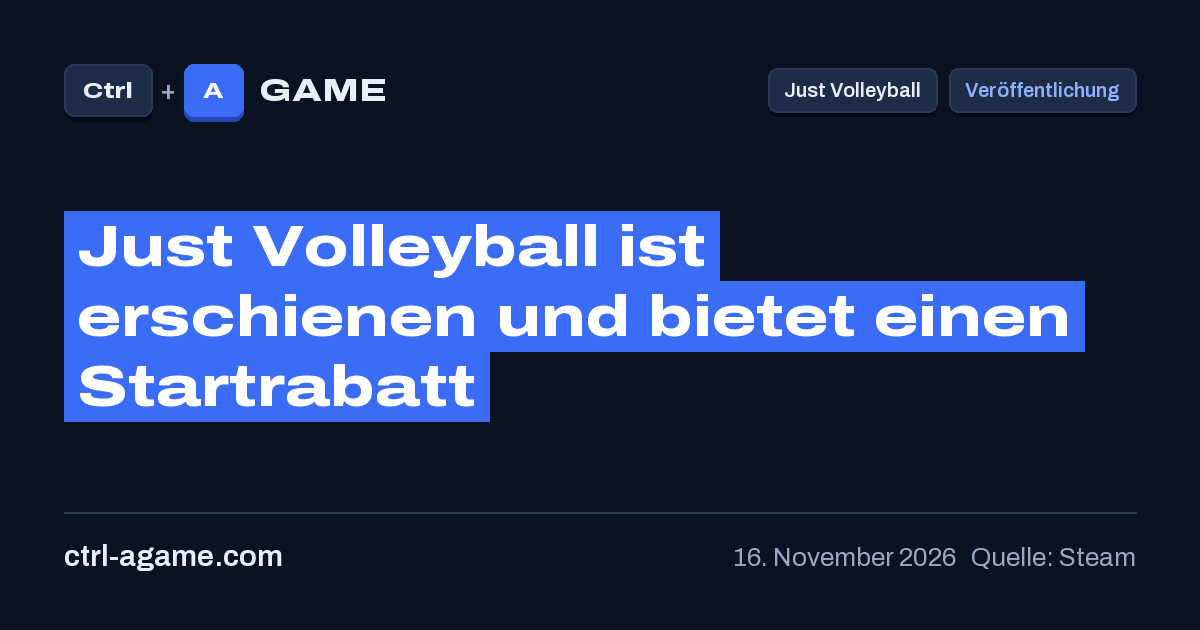 Ctrl + A GAME
Just Volleyball
Veröffentlichung
Just Volleyball ist
erschienen und bietet einen
Startrabatt
ctrl-agame.com
16. November 2026 Quelle: Steam